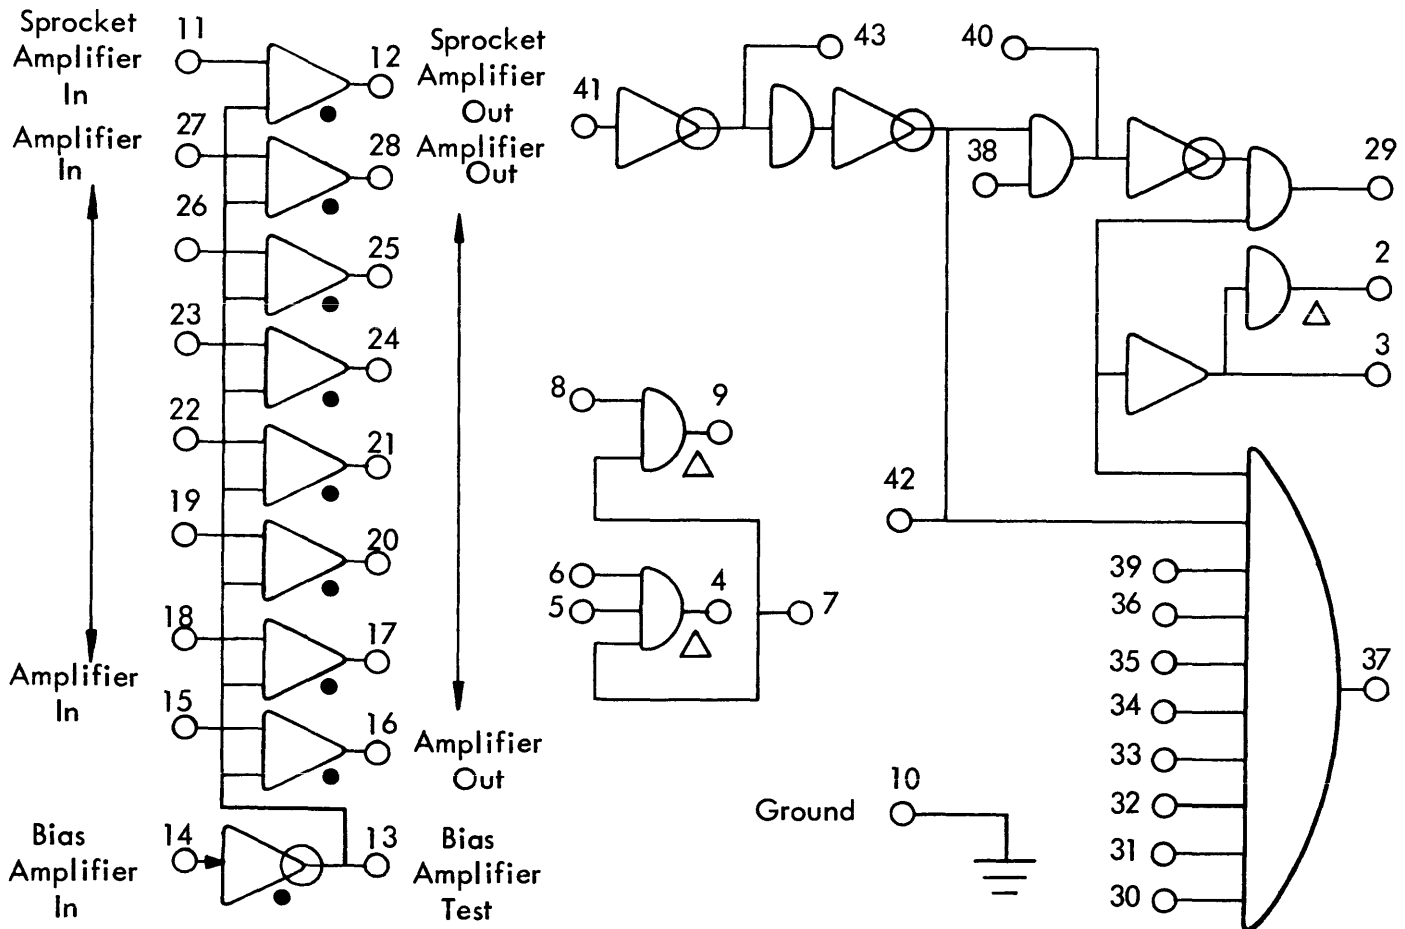 Sprocket
Amplifier
In
11
12
Sprocket
Amplifier
Out
Amplifier
In
27
28
Amplifier
Out
26
25
23
24
22
21
19
20
18
17
Amplifier
In
15
16
Amplifier
Out
Bias
Amplifier
In
14
13
Bias
Amplifier
Test
41
43
40
38
29
2
3
8
9
6
5
4
7
42
39
36
35
34
33
32
31
30
37
Ground
10